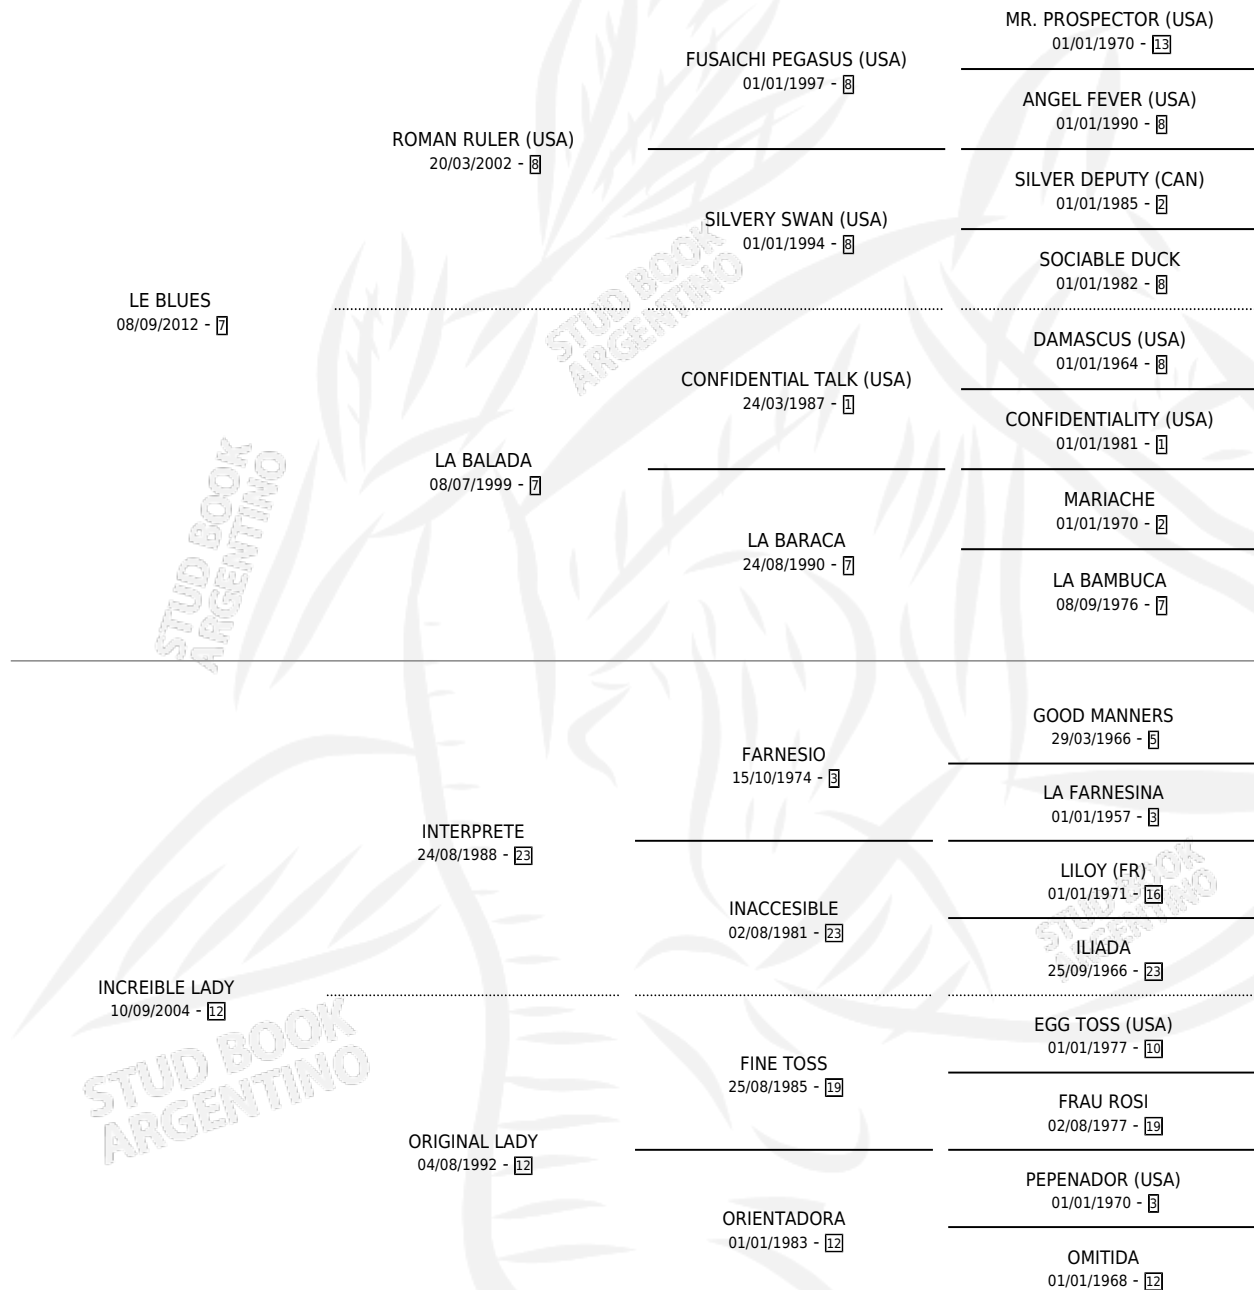 MR. PROSPECTOR (USA)
01/01/1970 - 13
FUSAICHI PEGASUS (USA)
01/01/1997 - 8
ANGEL FEVER (USA)
01/01/1990 - 8
ROMAN RULER (USA)
20/03/2002 - 8
SILVER DEPUTY (CAN)
01/01/1985 - 2
SILVERY SWAN (USA)
01/01/1994 - 8
SOCIABLE DUCK
01/01/1982 - 8
LE BLUES
08/09/2012 - 7
STUD BOOK
ARGENTINO
DAMASCUS (USA)
01/01/1964 - 8
CONFIDENTIAL TALK (USA)
24/03/1987 - 1
CONFIDENTIALITY (USA)
01/01/1981 - 1
LA BALADA
08/07/1999 - 7
MARIACHE
01/01/1970 - 2
LA BARACA
24/08/1990 - 7
LA BAMBUCA
08/09/1976 - 7
STUD BOOK
ARGENTINO
GOOD MANNERS
29/03/1966 - 5
FARNESIO
15/10/1974 - 3
LA FARNESINA
01/01/1957 - 3
INTERPRETE
24/08/1988 - 23
LILOY (FR)
01/01/1971 - 16
INACCESIBLE
02/08/1981 - 23
STUD BOOK
ARGENTINO
ILIADA
25/09/1966 - 23
INCREIBLE LADY
10/09/2004 - 12
STUD BOOK
ARGENTINO
EGG TOSS (USA)
01/01/1977 - 10
FINE TOSS
25/08/1985 - 19
FRAU ROSI
02/08/1977 - 19
ORIGINAL LADY
04/08/1992 - 12
PEPENADOR (USA)
01/01/1970 - 3
ORIENTADORA
01/01/1983 - 12
OMITIDA
01/01/1968 - 12